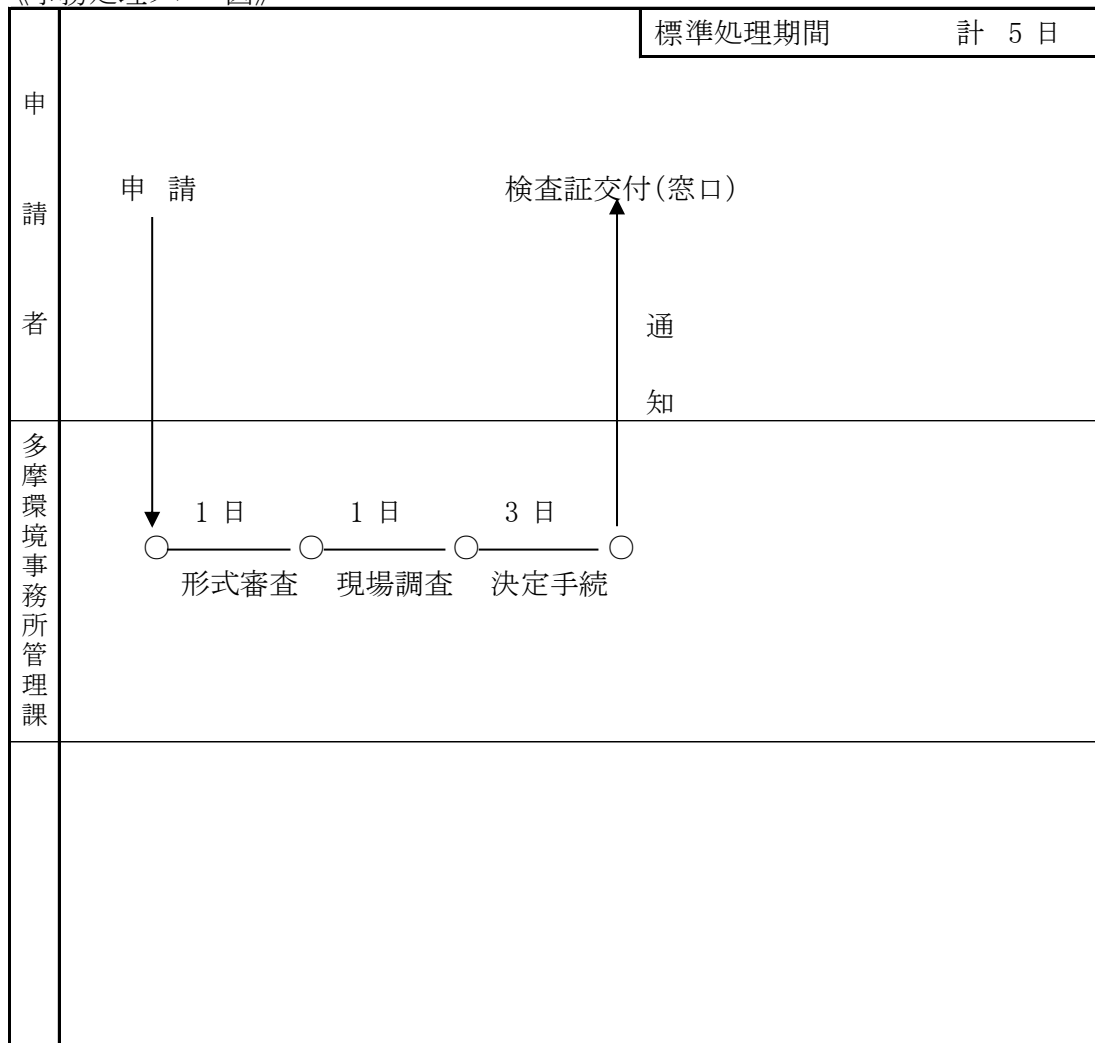 標準処理期間 計 5 日
申請者
申 請
検査証交付(窓口)
通知
多摩環境事務所管理課
1 日 1 日 3 日
形式審査 現場調査 決定手続